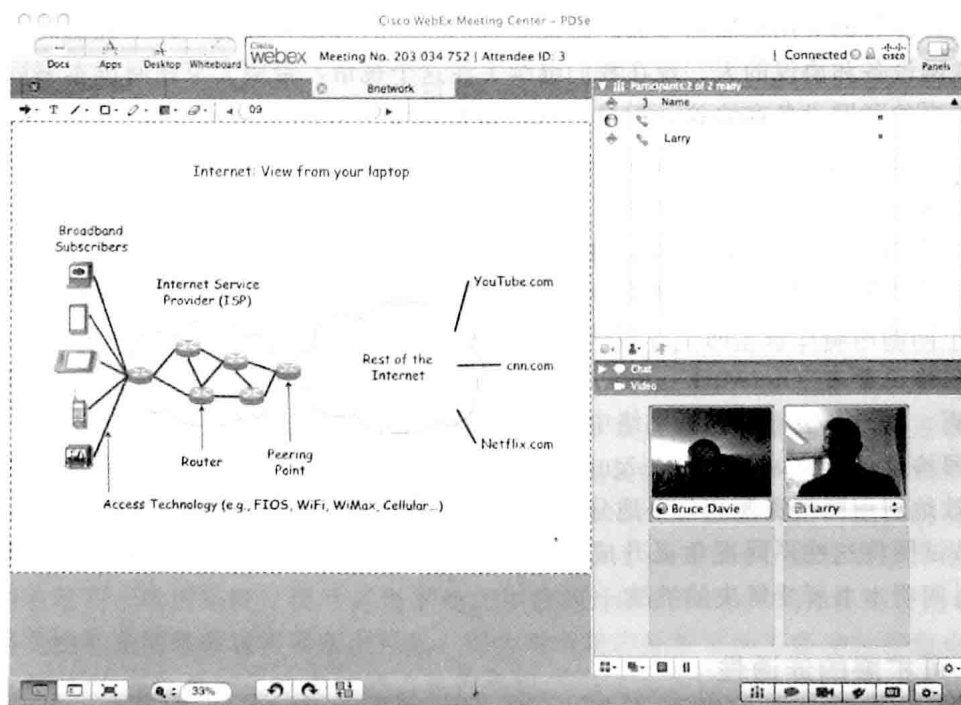 Cisco WebEx Meeting Center - PDSe
Docs Apps Desktop Whiteboard
Cisco webex Meeting No. 203 034 752 | Attendee ID: 3 | Connected
cisco
Panels
8network
T 09
Participants: 2 of 2 ready
Name
Larry
Internet: View from your laptop
Broadband
Subscribers
Internet Service
Provider (ISP)
YouTube.com
Rest of the
Internet
cnn.com
Netflix.com
Router
Peering
Point
Access Technology (e.g., FIOS, WiFi, WiMax, Cellular...)
Chat
Video
Bruce Davie
Larry
33%